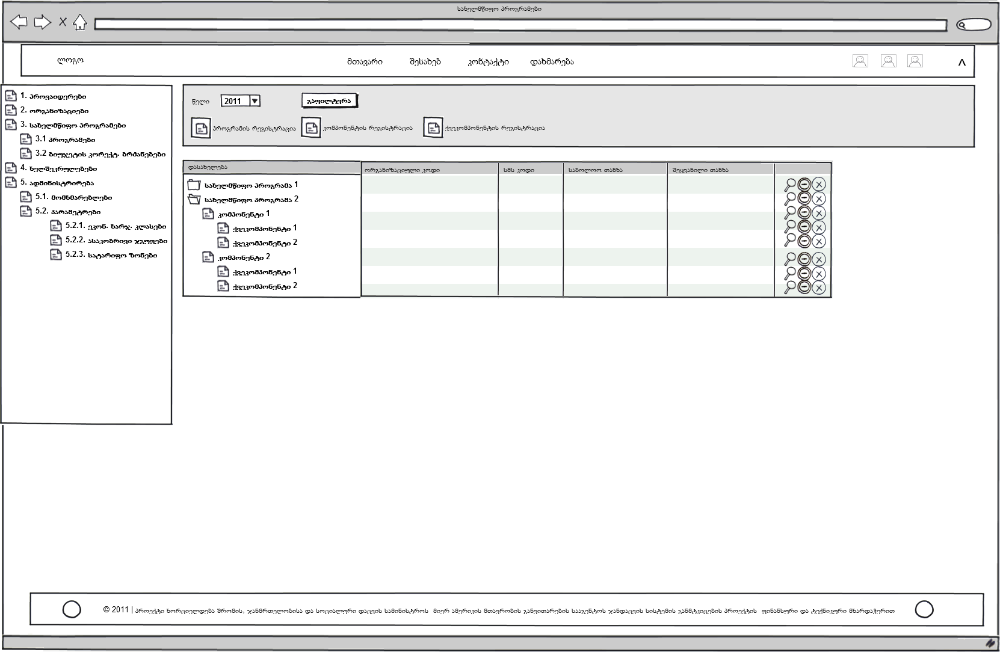 სახელმწიფო პროგრამები
ლოგო
მთავარი
შესახებ
კონტაქტი
დახმარება
1. პროვაიდერები
2. ორგანიზაციები
3. სახელმწიფო პროგრამები
3.1 პროგრამები
3.2 ბიუჯეტის კორექტ. ბრძანებები
4. ხელშეკრულებები
5. ადმინისტრირება
5.1. მომხმარებლები
5.2. პარამეტრები
5.2.1. ეკონ. ხარჯ. კლასები
5.2.2. ასაკობრივი ჯგუფები
5.2.3. სატარიფო ზონები
წელი
2011
გაფილტვრა
პროგრამის რეგისტრაცია
კომპონენტის რეგისტრაცია
ქვეკომპონენტის რეგისტრაცია
დასახელება
ორგანიზაციული კოდი
სმს კოდი
საბოლოო თანხა
შეყვანილი თანხა
სახელმწიფო პროგრამა 1
სახელმწიფო პროგრამა 2
კომპონენტი 1
ქვეკომპონენტი 1
ქვეკომპონენტი 2
კომპონენტი 2
ქვეკომპონენტი 1
ქვეკომპონენტი 2
© 2011 | პროექტი ხორციელდება შრომის, ჯანმრთელობისა და სოციალური დაცვის სამინისტროს მიერ ამერიკის მთავრობის განვითარების სააგენტოს ჯანდაცვის სისტემის განმტკიცების პროექტის ფინანსური და ტექნიკური მხარდაჭერით